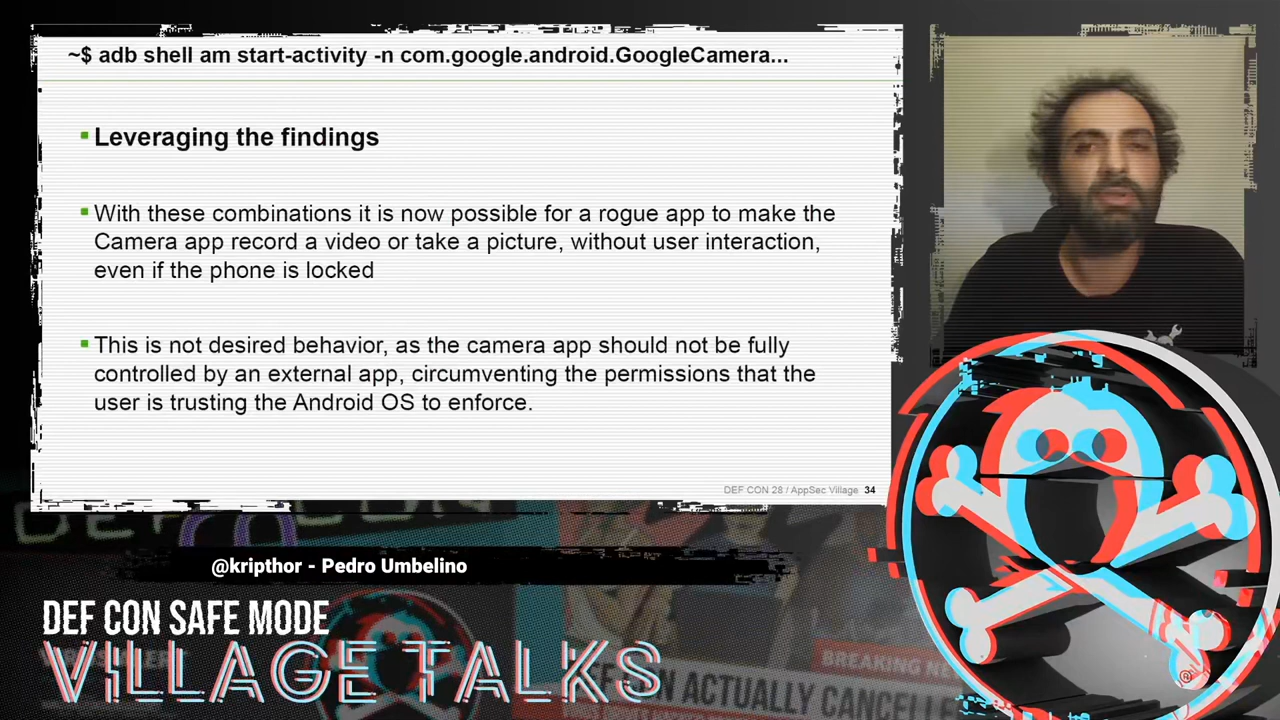 ~$ adb shell am start-activity -n com.google.android.GoogleCamera...
Leveraging the findings
With these combinations it is now possible for a rogue app to make the
Camera app record a video or take a picture, without user interaction,
even if the phone is locked
This is not desired behavior, as the camera app should not be fully
controlled by an external app, circumventing the permissions that the
user is trusting the Android OS to enforce.
DEF CON 28 / AppSec Village 34
DEF CON
@kripthor - Pedro Umbelino
DEF CON SAFE MODE
VILLAGE TALKS
BREAKING
ACTUALLY
®